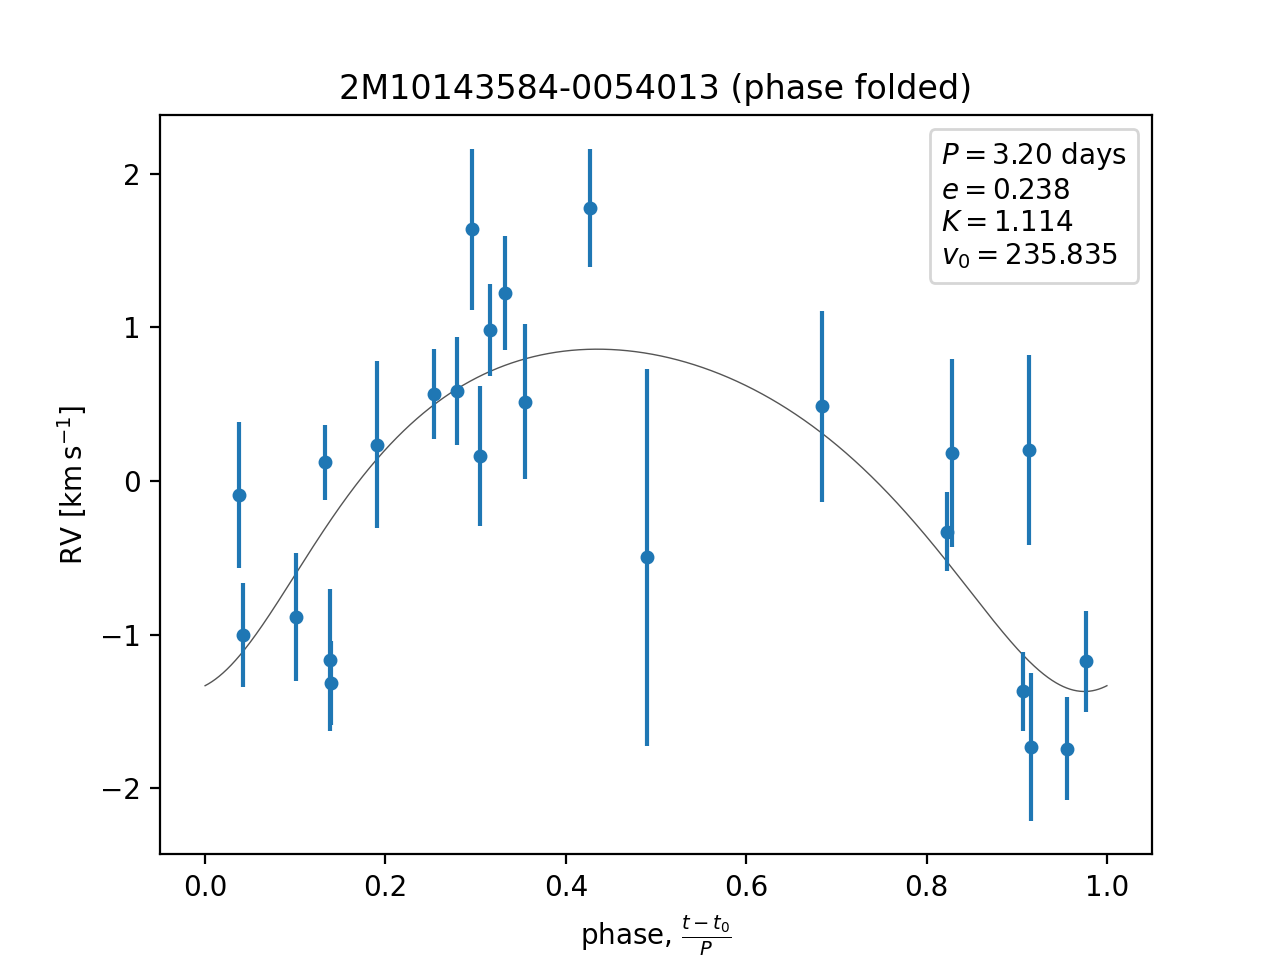 2M10143584-0054013 (phase folded)
P = 3.20 days
e = 0.238
K = 1.114
v₀ = 235.835
2
1
0
−1
−2
RV [km s⁻¹]
0.0 0.2 0.4 0.6 0.8 1.0
phase, (t − t₀)/P